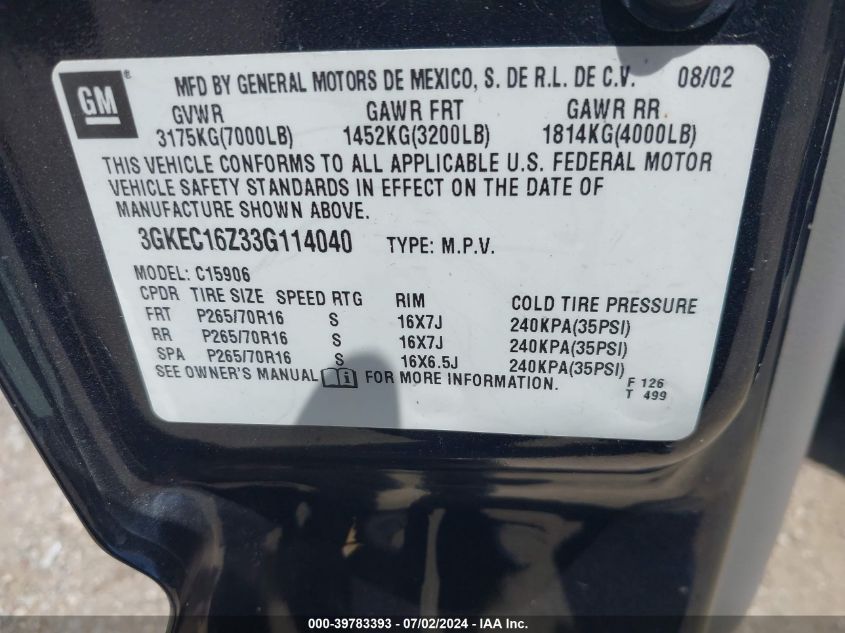 GM® MFD BY GENERAL MOTORS DE MEXICO, S. DE R.L. DE C.V. 08/02
GVWR GAWR FRT GAWR RR
3175KG(7000LB) 1452KG(3200LB) 1814KG(4000LB)
THIS VEHICLE CONFORMS TO ALL APPLICABLE U.S. FEDERAL MOTOR
VEHICLE SAFETY STANDARDS IN EFFECT ON THE DATE OF
MANUFACTURE SHOWN ABOVE.
3GKEC16Z33G114040 TYPE: M.P.V.
MODEL: C15906
CPDR TIRE SIZE SPEED RTG RIM COLD TIRE PRESSURE
FRT P265/70R16 S 16X7J 240KPA(35PSI)
RR P265/70R16 S 16X7J 240KPA(35PSI)
SPA P265/70R16 S 16X6.5J 240KPA(35PSI)
SEE OWNER'S MANUAL FOR MORE INFORMATION. F 126
T 499
000-39783393 - 07/02/2024 - IAA, Inc.